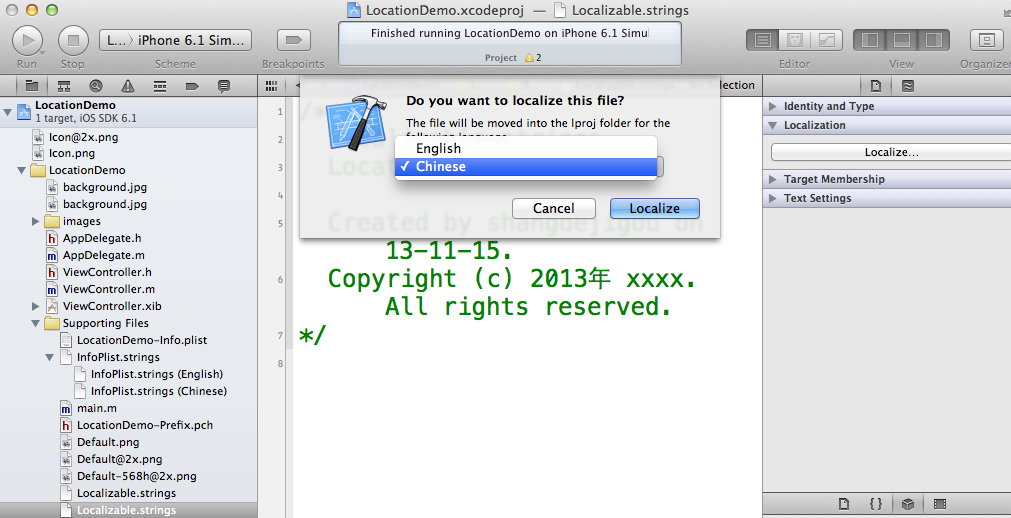 LocationDemo.xcodeproj — Localizable.strings
L... iPhone 6.1 Sim...
Finished running LocationDemo on iPhone 6.1 Simul
Project 2
Run Stop Scheme Breakpoints Editor View Organizer
LocationDemo
1 target, iOS SDK 6.1
Icon@2x.png
Icon.png
LocationDemo
background.jpg
background.jpg
images
AppDelegate.h
AppDelegate.m
ViewController.h
ViewController.m
ViewController.xib
Supporting Files
LocationDemo-Info.plist
InfoPlist.strings
InfoPlist.strings (English)
InfoPlist.strings (Chinese)
main.m
LocationDemo-Prefix.pch
Default.png
Default@2x.png
Default-568h@2x.png
Localizable.strings
Localizable.strings
Do you want to localize this file?
The file will be moved into the lproj folder for the
following language
English
✓ Chinese
Cancel Localize
1 /*
2
3
4
5 Created by shangdejigou on
13-11-15.
6 Copyright (c) 2013年 xxxx.
All rights reserved.
7 */
8
Identity and Type
Localization
Localize...
Target Membership
Text Settings